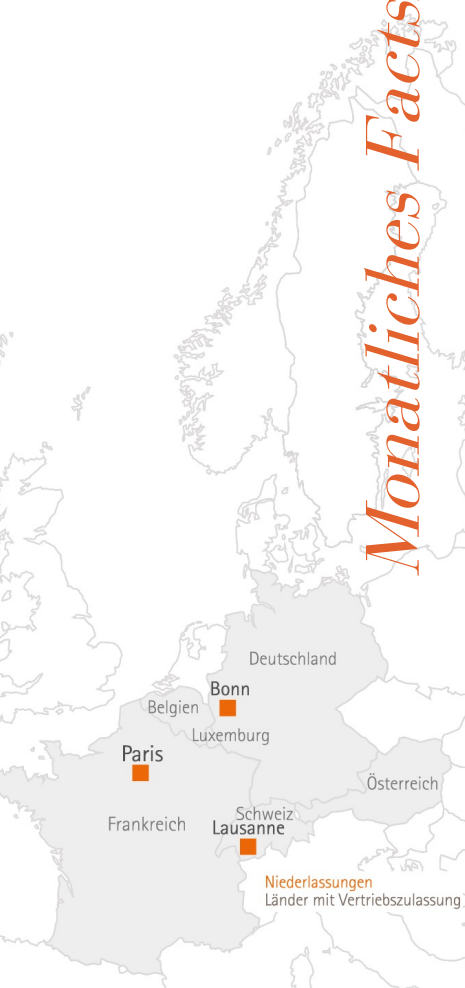 Monatliches Facts
Deutschland
Bonn
Belgien
Luxemburg
Paris
Österreich
Schweiz
Frankreich
Lausanne
Niederlassungen
Länder mit Vertriebszulassung